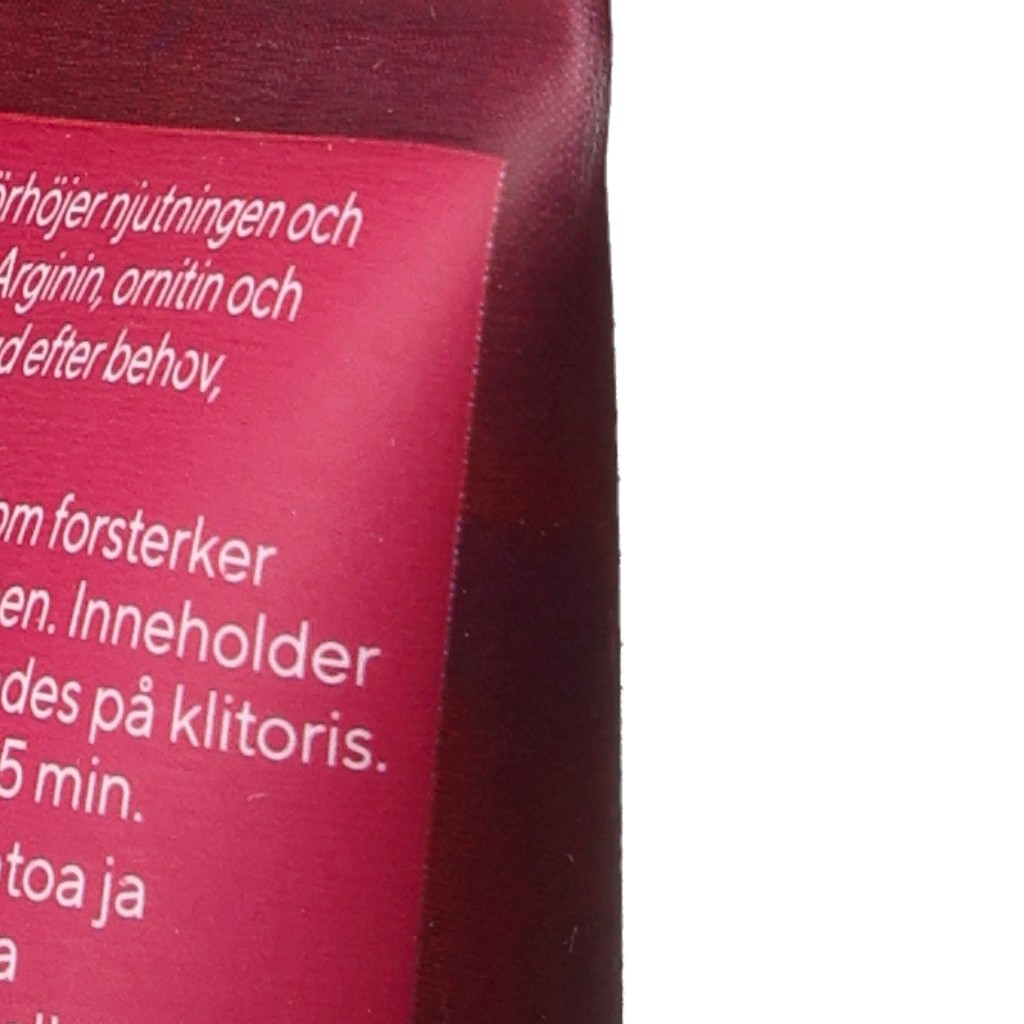 örhöjer njutningen och
Arginin, ornitin och
efter behov,
om forsterker
en. Inneholder
des på klitoris.
5 min.
toa ja
a